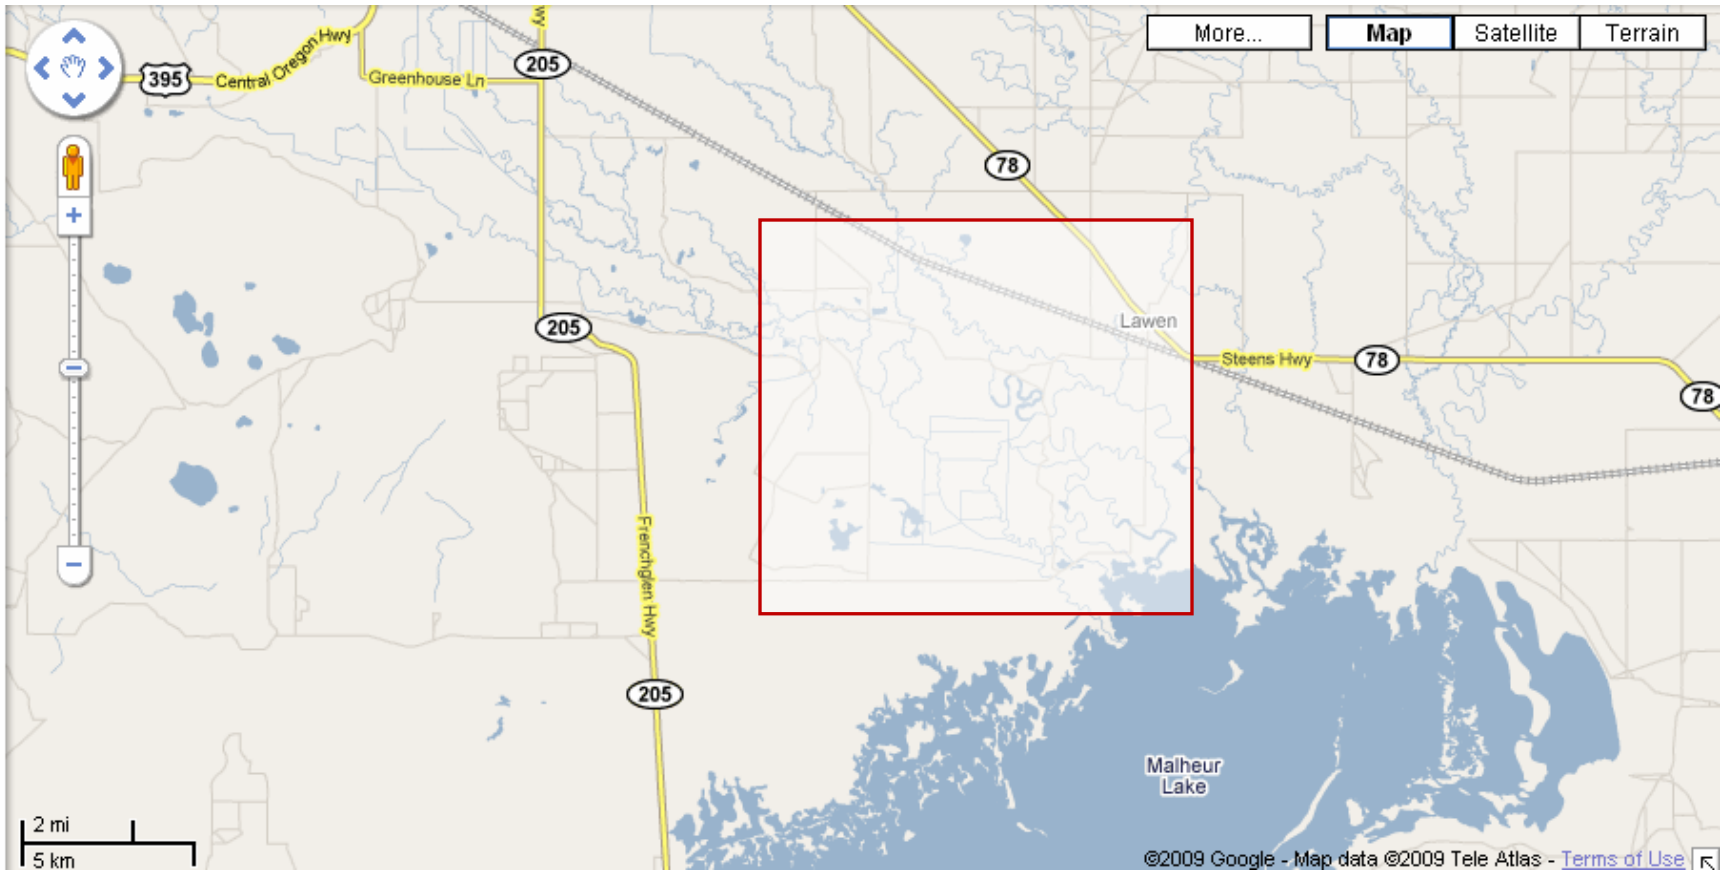 More...
Map
Satellite
Terrain
wy
205
395
Central Oregon Hwy
Greenhouse Ln
78
205
Lawen
Steens Hwy
78
78
Frenchglen Hwy
205
Malheur
Lake
+
−
−
2 mi
5 km
©2009 Google - Map data ©2009 Tele Atlas - Terms of Use